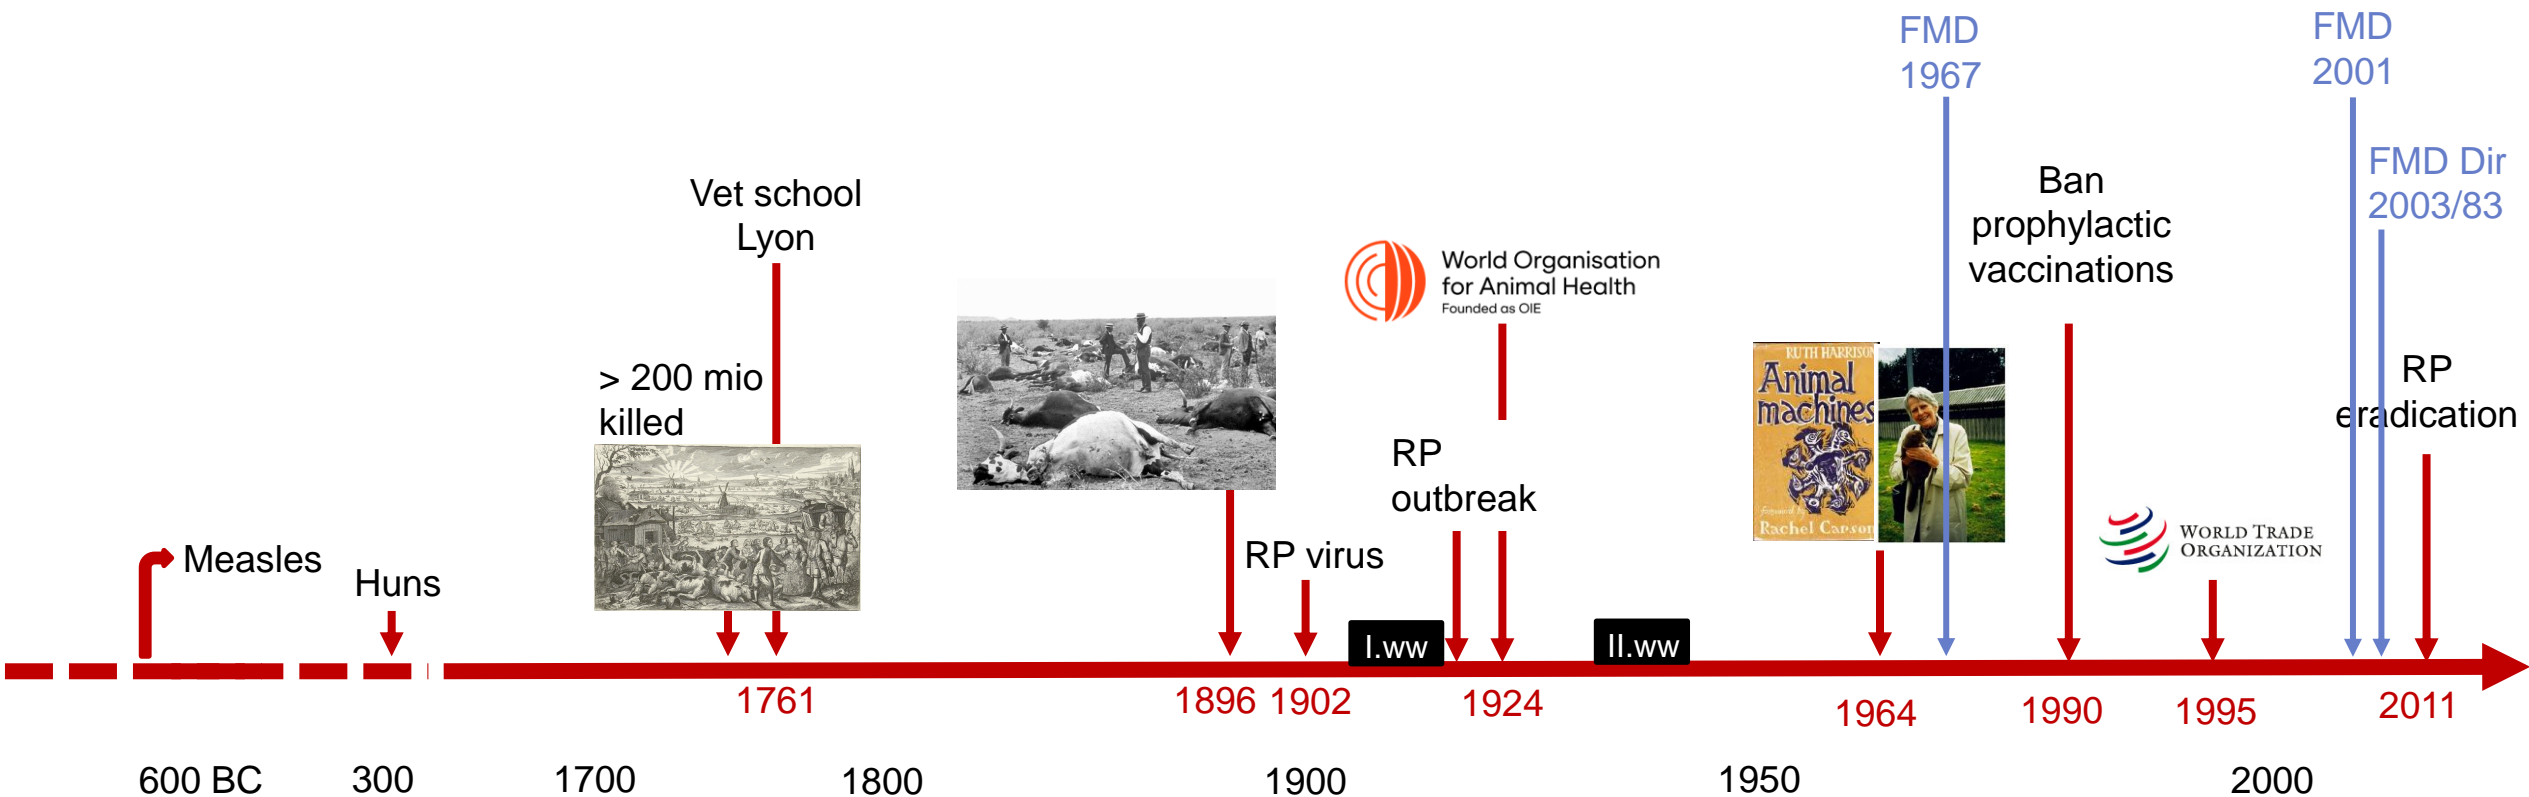 FMD
1967
FMD
2001
FMD Dir
2003/83
Vet school
Lyon
Ban
prophylactic
vaccinations
World Organisation
for Animal Health
Founded as OIE
> 200 mio
killed
RUTH HARRISON
Animal
machines
Foreword by
Rachel Carson
RP
eradication
RP
outbreak
WORLD TRADE
ORGANIZATION
Measles
Huns
RP virus
I.ww
II.ww
1761
1896
1902
1924
1964
1990
1995
2011
600 BC
300
1700
1800
1900
1950
2000